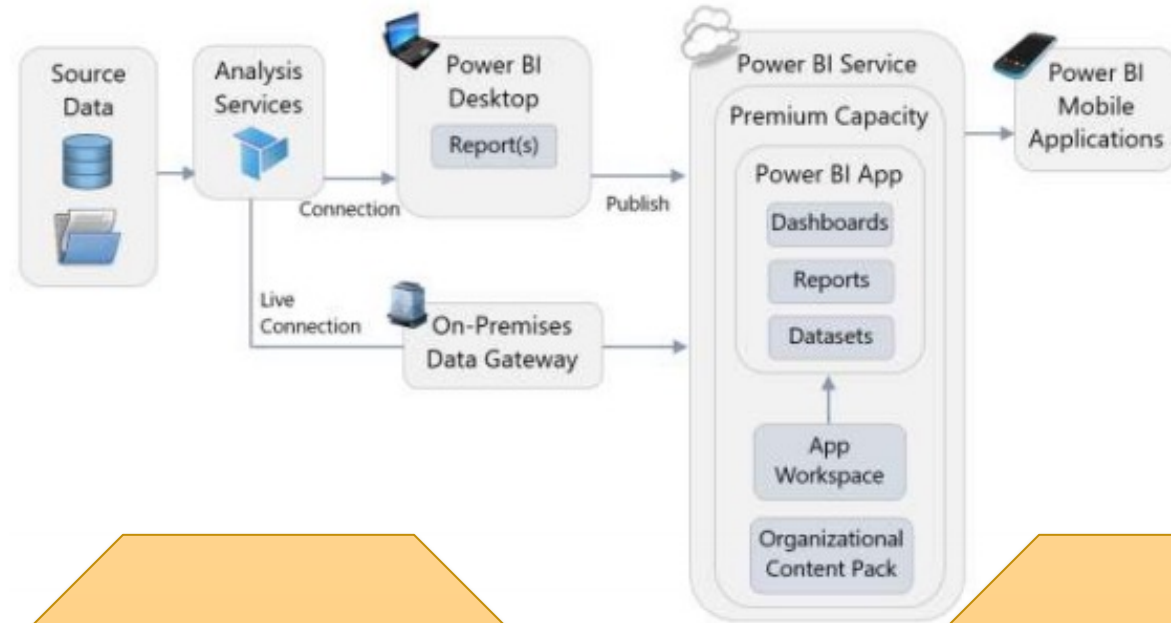 Source
Data
Analysis
Services
Power BI
Desktop
Report(s)
Connection
Publish
Live
Connection
On-Premises
Data Gateway
Power BI Service
Premium Capacity
Power BI App
Dashboards
Reports
Datasets
App
Workspace
Organizational
Content Pack
Power BI
Mobile
Applications